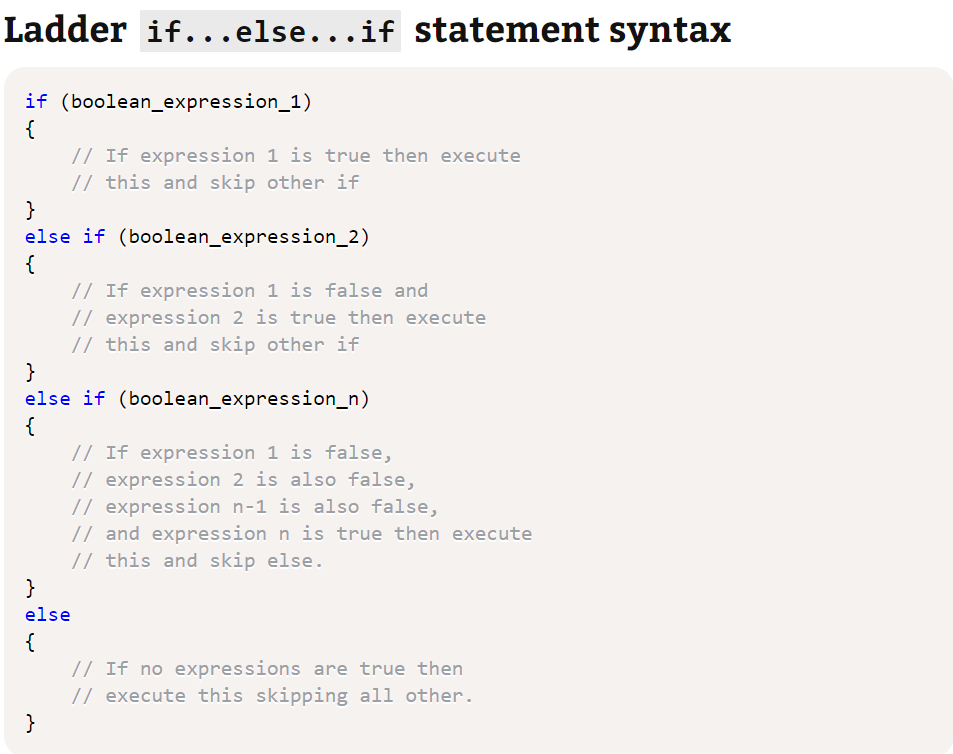 Ladder if...else...if statement syntax
if (boolean_expression_1)
{
    // If expression 1 is true then execute
    // this and skip other if
}
else if (boolean_expression_2)
{
    // If expression 1 is false and
    // expression 2 is true then execute
    // this and skip other if
}
else if (boolean_expression_n)
{
    // If expression 1 is false,
    // expression 2 is also false,
    // expression n-1 is also false,
    // and expression n is true then execute
    // this and skip else.
}
else
{
    // If no expressions are true then
    // execute this skipping all other.
}